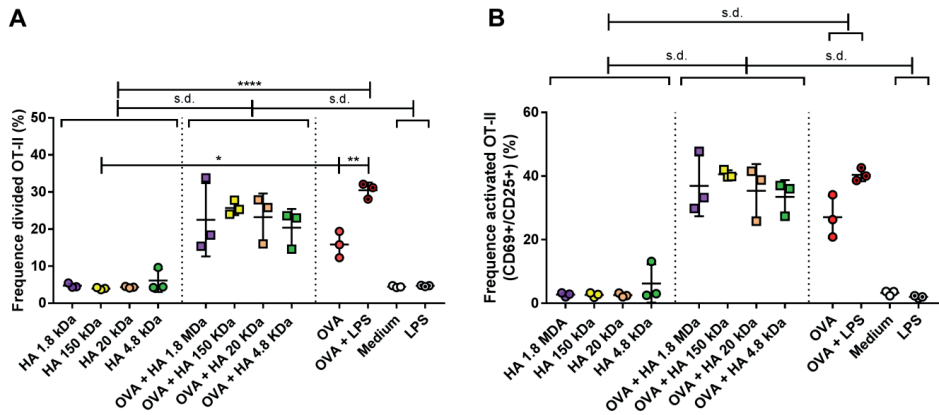 A
****
s.d.
s.d.
*
**
Frequence divided OT-II (%)
50
40
30
20
10
0
HA 1.8 kDa
HA 150 kDa
HA 20 kDa
HA 4.8 kDa
OVA + HA 1.8 MDa
OVA + HA 150 KDa
OVA + HA 20 KDa
OVA + HA 4.8 KDa
OVA
OVA + LPS
Medium
LPS
B
s.d.
s.d.
s.d.
Frequence activated OT-II
(CD69+/CD25+) (%)
60
40
20
0
HA 1.8 MDA
HA 150 kDa
HA 20 kDa
HA 4.8 kDa
OVA + HA 1.8 MDa
OVA + HA 150 kDa
OVA + HA 20 kDa
OVA + HA 4.8 kDa
OVA
OVA + LPS
Medium
LPS